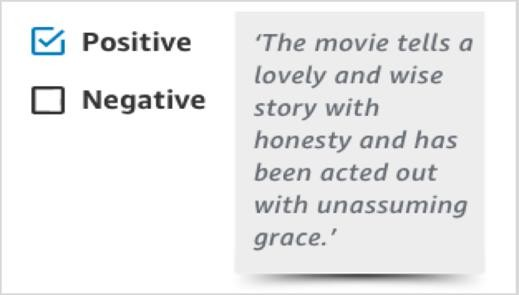 Positive
Negative
‘The movie tells a
lovely and wise
story with
honesty and has
been acted out
with unassuming
grace.’